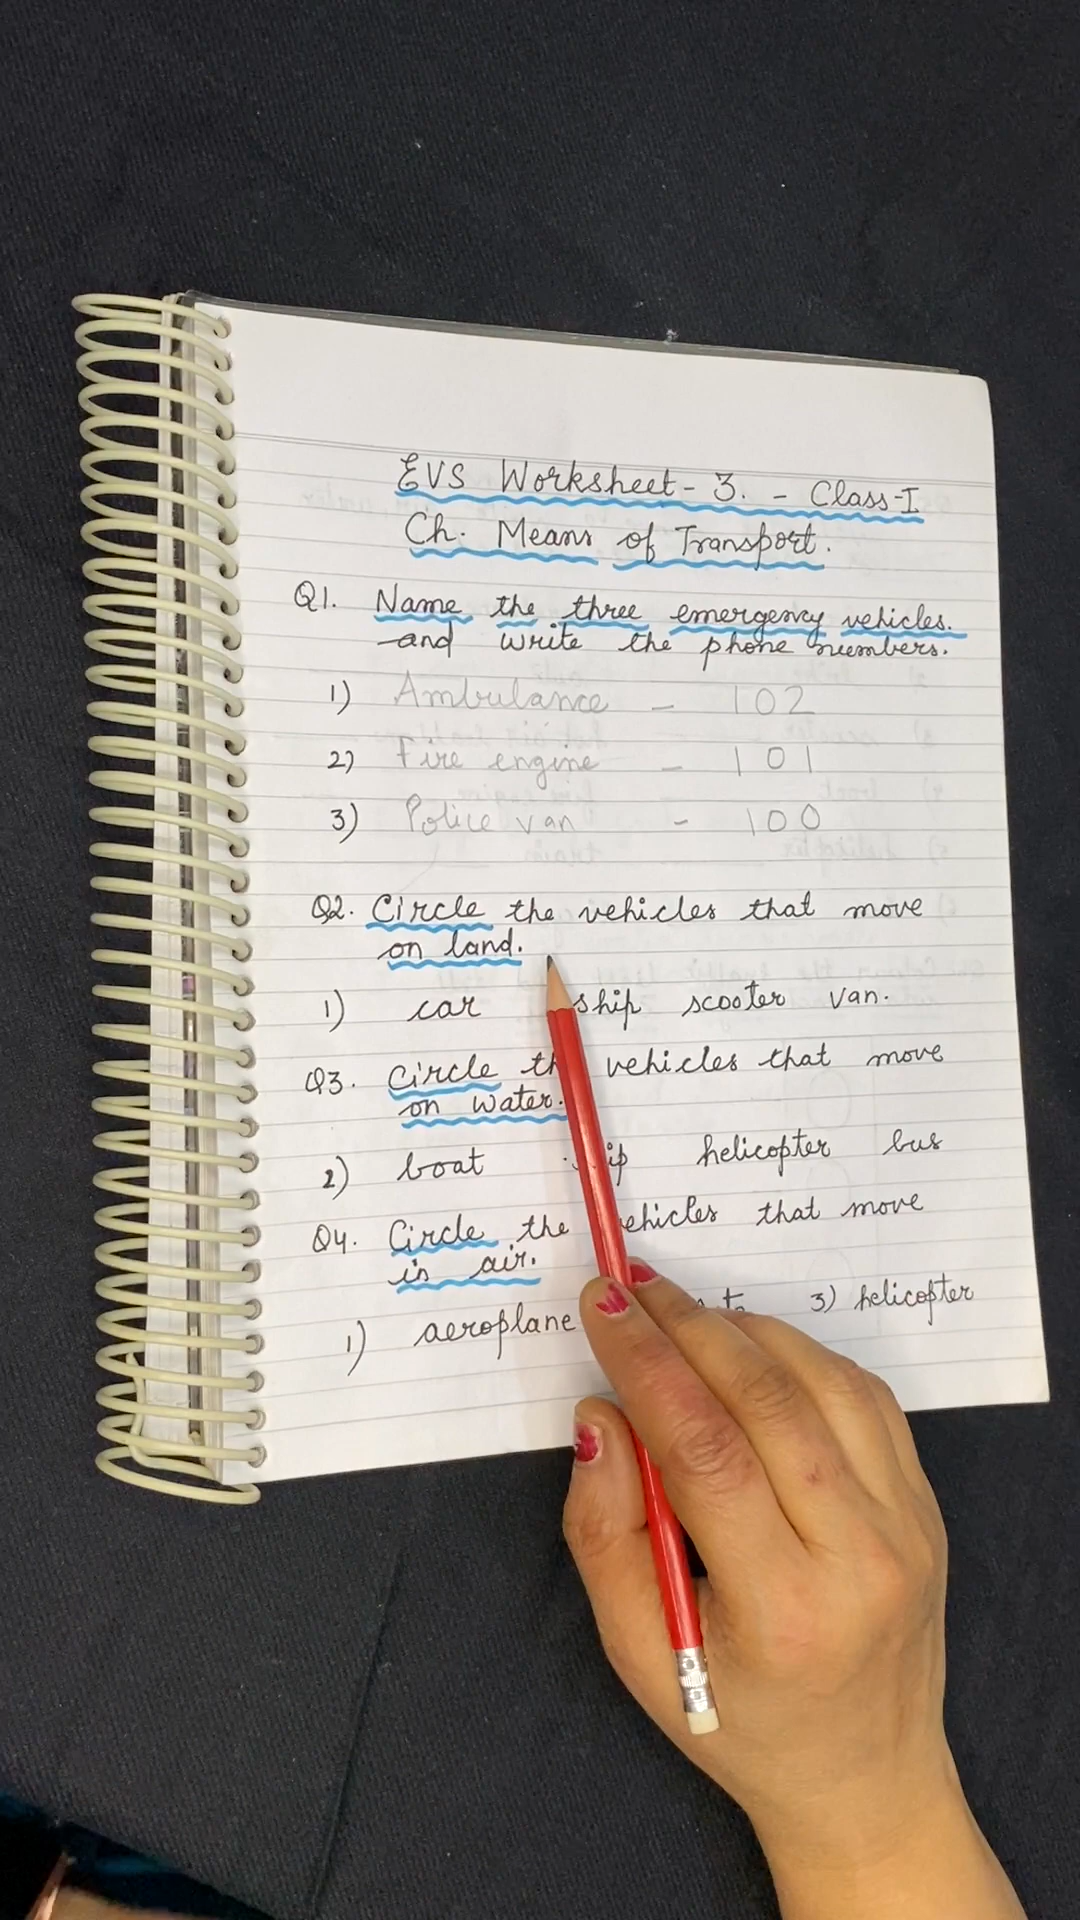 EVS Worksheet - 3. - Class-I
Ch. Means of Transport.
Q1. Name the three emergency vehicles.
and write the phone numbers.
1) Ambulance - 102
2) Fire engine - 101
3) Police van - 100
Q2. Circle the vehicles that move
on land.
1) car ship scooter van.
Q3. Circle the vehicles that move
on water.
2) boat ship helicopter bus
Q4. Circle the vehicles that move
in air.
1) aeroplane 3) helicopter